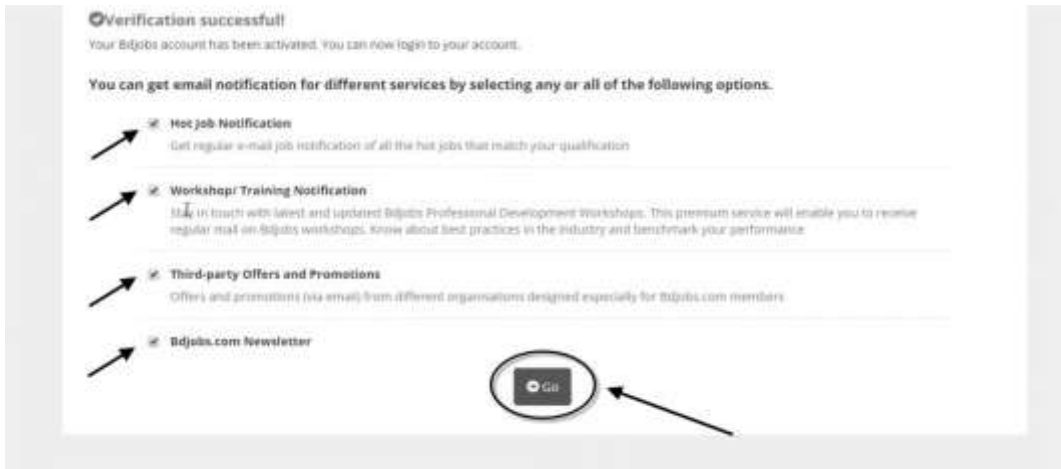 Verification successful!
Your Bdjobs account has been activated. You can now login to your account.
You can get email notification for different services by selecting any or all of the following options.
Hot Job Notification
Get regular e-mail job notification of all the hot jobs that match your qualification
Workshop/ Training Notification
Stay in touch with latest and updated Bdjobs Professional Development Workshops. This premium service will enable you to receive
regular mail on Bdjobs workshops. Know about best practices in the industry and benchmark your performance
Third-party Offers and Promotions
Offers and promotions (via email) from different organisations designed especially for Bdjobs.com members
Bdjobs.com Newsletter
Go